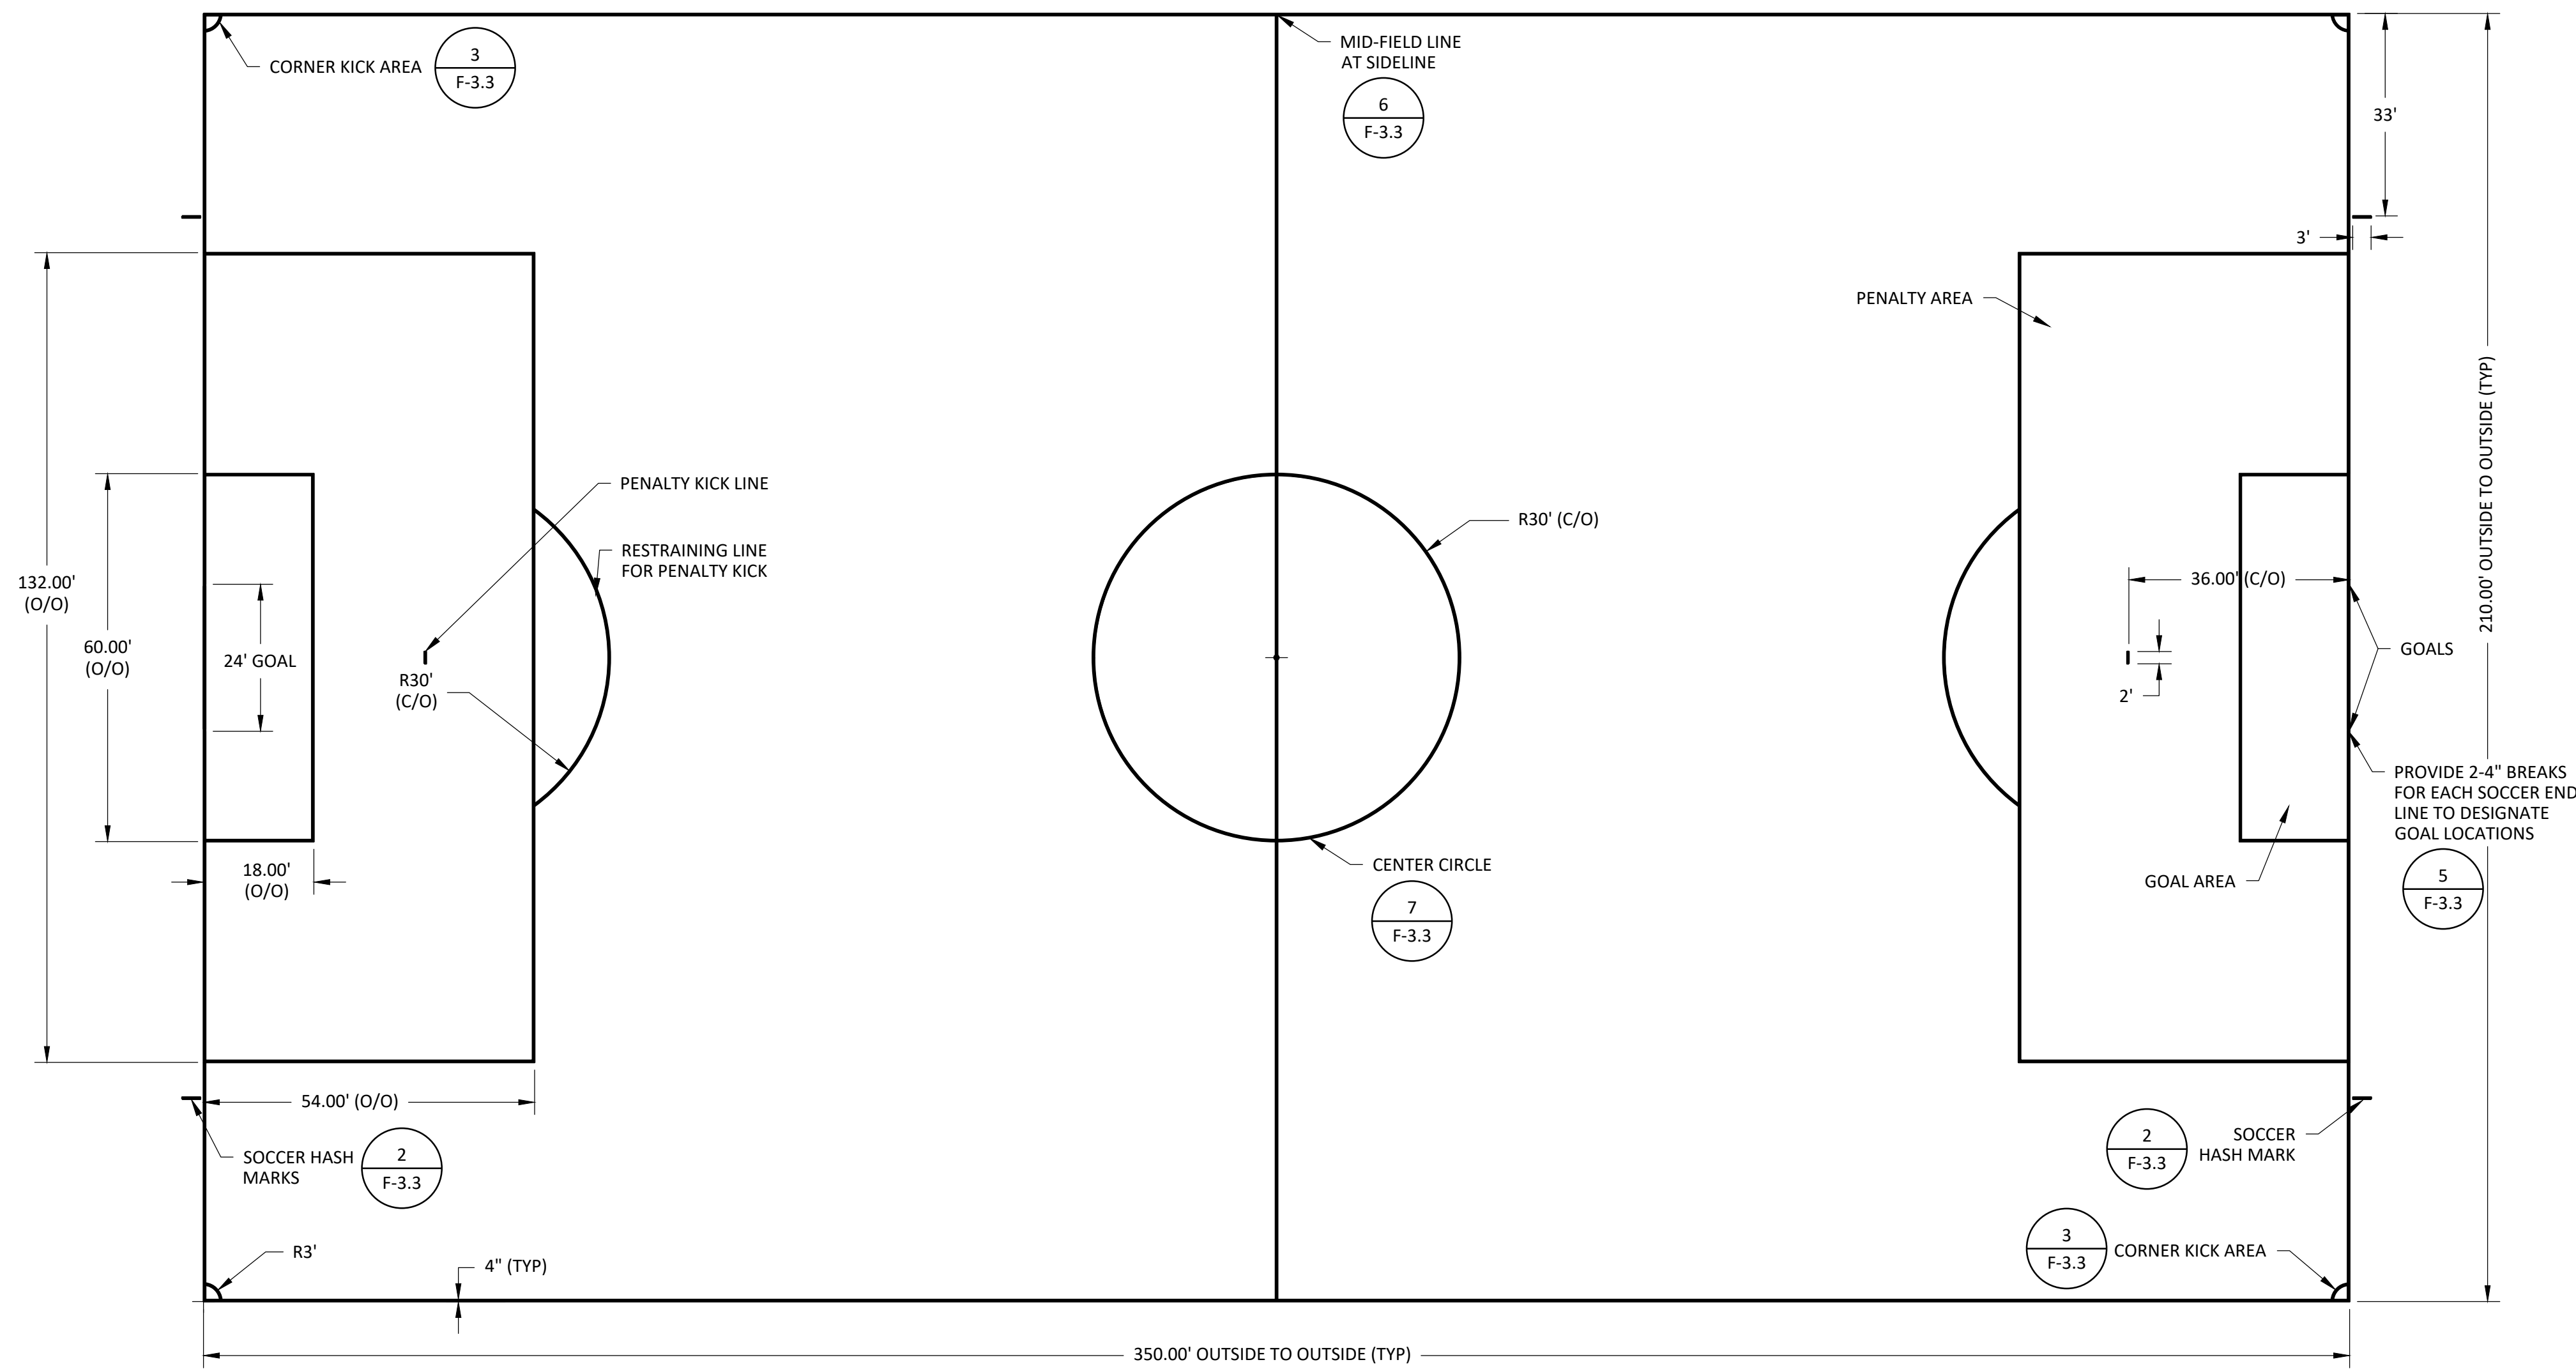 CORNER KICK AREA
3
F-3.3
MID-FIELD LINE
AT SIDELINE
6
F-3.3
33'
3'
PENALTY AREA
PENALTY KICK LINE
RESTRAINING LINE
FOR PENALTY KICK
R30' (C/O)
132.00'
(O/O)
60.00'
(O/O)
24' GOAL
R30'
(C/O)
36.00' (C/O)
210.00' OUTSIDE TO OUTSIDE (TYP)
GOALS
2'
PROVIDE 2-4" BREAKS
FOR EACH SOCCER END
LINE TO DESIGNATE
GOAL LOCATIONS
5
F-3.3
18.00'
(O/O)
CENTER CIRCLE
7
F-3.3
GOAL AREA
54.00' (O/O)
SOCCER HASH
MARKS
2
F-3.3
2
F-3.3
SOCCER
HASH MARK
R3'
4" (TYP)
3
F-3.3
CORNER KICK AREA
350.00' OUTSIDE TO OUTSIDE (TYP)